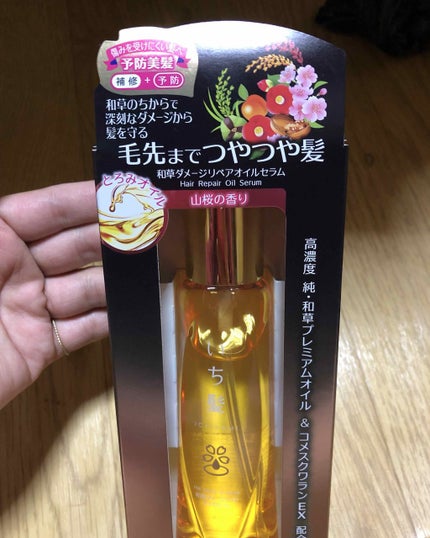 傷みを受けにくい髪へ
予防美髪
補修 + 予防
和草のちからで
深刻なダメージから
髪を守る
毛先までつやつや髪
和草ダメージリペアオイルセラム
Hair Repair Oil Serum
とろみオイル
山桜の香り
高濃度 純・和草プレミアムオイル & コメスクワランEX 配合
ち髪